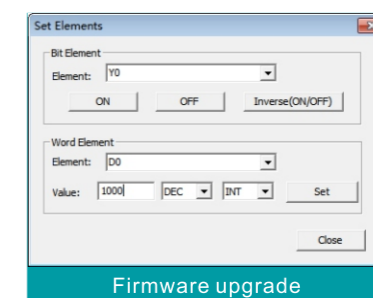 Set Elements
Bit Element
Element: Y0
ON OFF Inverse(ON/OFF)
Word Element
Element: D0
Value: 1000 DEC INT Set
Close
Firmware upgrade